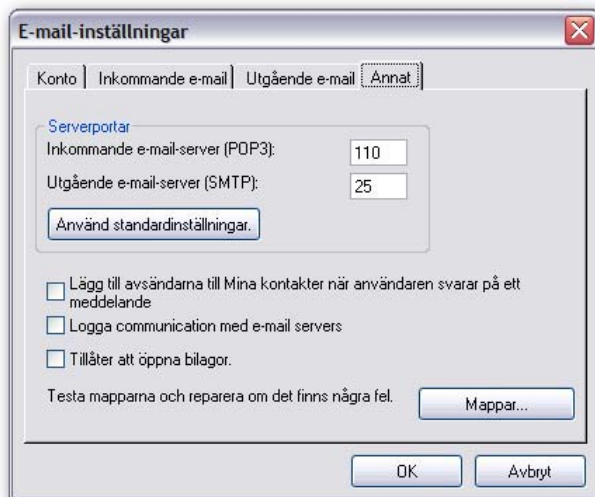 E-mail-inställningar
Konto Inkommande e-mail Utgående e-mail Annat
Serverportar
Inkommande e-mail-server (POP3): 110
Utgående e-mail-server (SMTP): 25
Använd standardinställningar.
Lägg till avsändarna till Mina kontakter när användaren svarar på ett
meddelande
Logga communication med e-mail servers
Tillåter att öppna bilagor.
Testa mapparna och reparera om det finns några fel. Mappar...
OK Avbryt